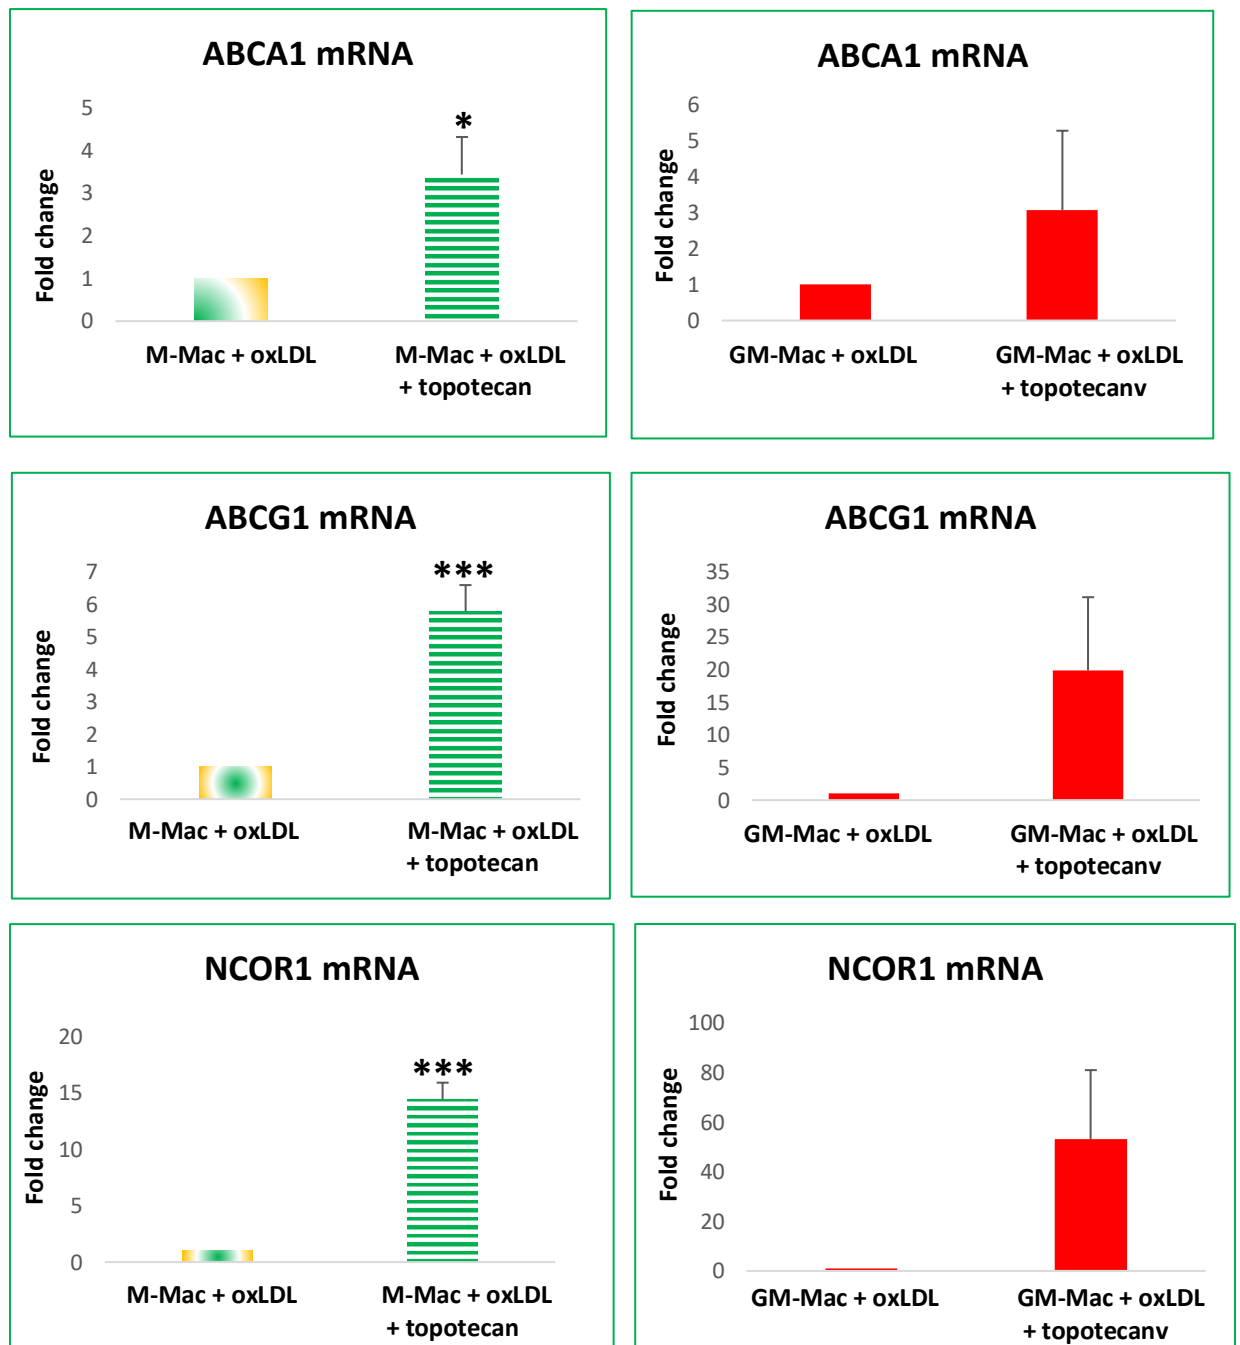 ABCA1 mRNA
Fold change
5
4
3
2
1
0
*
M-Mac + oxLDL
M-Mac + oxLDL
+ topotecan
ABCA1 mRNA
Fold change
6
5
4
3
2
1
0
GM-Mac + oxLDL
GM-Mac + oxLDL
+ topotecanv
ABCG1 mRNA
Fold change
7
6
5
4
3
2
1
0
***
M-Mac + oxLDL
M-Mac + oxLDL
+ topotecan
ABCG1 mRNA
Fold change
35
30
25
20
15
10
5
0
GM-Mac + oxLDL
GM-Mac + oxLDL
+ topotecanv
NCOR1 mRNA
Fold change
20
15
10
5
0
***
M-Mac + oxLDL
M-Mac + oxLDL
+ topotecan
NCOR1 mRNA
Fold change
100
80
60
40
20
0
GM-Mac + oxLDL
GM-Mac + oxLDL
+ topotecanv